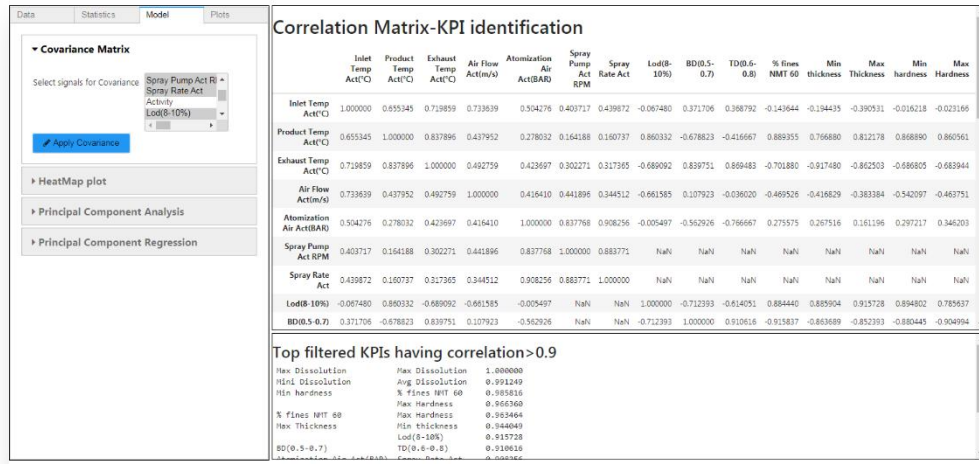 Data Statistics Model Plots
Covariance Matrix
Select signals for Covariance
Spray Pump Act R
Spray Rate Act
Activity
Lod(8-10%)
Apply Covariance
HeatMap plot
Principal Component Analysis
Principal Component Regression
Correlation Matrix-KPI identification
Inlet Temp Act(°C) Product Temp Act(°C) Exhaust Temp Act(°C) Air Flow Act(m/s) Atomization Air Act(BAR) Spray Pump Act RPM Spray Rate Act Lod(8-10%) BD(0.5-0.7) TD(0.6-0.8) % fines NMT 60 Min thickness Max Thickness Min hardness Max Hardness
Inlet Temp Act(°C) 1.000000 0.655345 0.719859 0.733639 0.504276 0.403717 0.439872 -0.067480 0.371706 0.368792 -0.143644 -0.194435 -0.390531 -0.016218 -0.023166
Product Temp Act(°C) 0.655345 1.000000 0.837896 0.437952 0.278032 0.164188 0.160737 0.860332 -0.678823 -0.416667 0.889355 0.766880 0.812178 0.868890 0.860561
Exhaust Temp Act(°C) 0.719859 0.837896 1.000000 0.492759 0.423697 0.302271 0.317365 -0.689092 0.839751 0.869483 -0.701880 -0.917480 -0.862503 -0.686805 -0.683944
Air Flow Act(m/s) 0.733639 0.437952 0.492759 1.000000 0.416410 0.441896 0.344512 -0.661585 0.107923 -0.036020 -0.469526 -0.416829 -0.383384 -0.542097 -0.463751
Atomization Air Act(BAR) 0.504276 0.278032 0.423697 0.416410 1.000000 0.837768 0.908256 -0.005497 -0.562926 -0.766667 0.275575 0.267516 0.161196 0.297217 0.346203
Spray Pump Act RPM 0.403717 0.164188 0.302271 0.441896 0.837768 1.000000 0.883771 NaN NaN NaN NaN NaN NaN NaN NaN
Spray Rate Act 0.439872 0.160737 0.317365 0.344512 0.908256 0.883771 1.000000 NaN NaN NaN NaN NaN NaN NaN NaN
Lod(8-10%) -0.067480 0.860332 -0.689092 -0.661585 -0.005497 NaN NaN 1.000000 -0.712393 -0.614051 0.884440 0.885904 0.915728 0.894802 0.785637
BD(0.5-0.7) 0.371706 -0.678823 0.839751 0.107923 -0.562926 NaN NaN -0.712393 1.000000 0.910616 -0.915837 -0.863689 -0.852393 -0.880445 -0.904994
Top filtered KPIs having correlation>0.9
Max Dissolution Max Dissolution 1.000000
Mini Dissolution Avg Dissolution 0.991249
Min hardness % fines NMT 60 0.985816
Max Hardness 0.966360
% fines NMT 60 Max Hardness 0.963464
Max Thickness Min thickness 0.944049
Lod(8-10%) 0.915728
BD(0.5-0.7) TD(0.6-0.8) 0.910616
Atomization Air Act(BAR) Spray Rate Act 0.908256